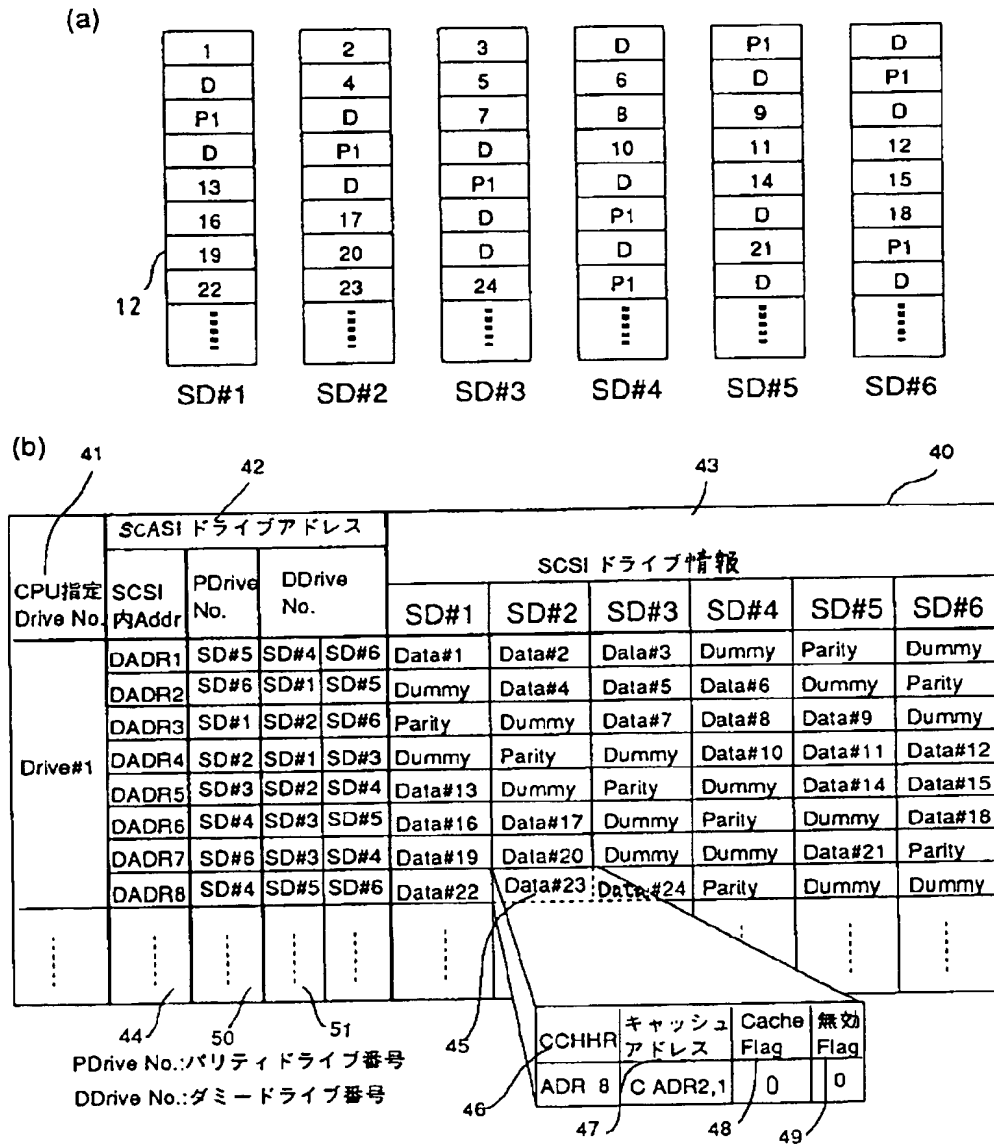 (a)
1 2 3 D P1 D
D 4 5 6 D P1
P1 D 7 8 9 D
D P1 D 10 11 12
13 D P1 D 14 15
16 17 D P1 D 18
19 20 D D 21 P1
22 23 24 P1 D D
12
SD#1 SD#2 SD#3 SD#4 SD#5 SD#6
(b)
41 42 43 40
SCASI ドライブアドレス
SCSI ドライブ情報
CPU指定 Drive No.
SCSI 内Addr
PDrive No.
DDrive No.
SD#1 SD#2 SD#3 SD#4 SD#5 SD#6
Drive#1
DADR1 SD#5 SD#4 SD#6 Data#1 Data#2 Data#3 Dummy Parity Dummy
DADR2 SD#6 SD#1 SD#5 Dummy Data#4 Data#5 Data#6 Dummy Parity
DADR3 SD#1 SD#2 SD#6 Parity Dummy Data#7 Data#8 Data#9 Dummy
DADR4 SD#2 SD#1 SD#3 Dummy Parity Dummy Data#10 Data#11 Data#12
DADR5 SD#3 SD#2 SD#4 Data#13 Dummy Parity Dummy Data#14 Data#15
DADR6 SD#4 SD#3 SD#5 Data#16 Data#17 Dummy Parity Dummy Data#18
DADR7 SD#6 SD#3 SD#4 Data#19 Data#20 Dummy Dummy Data#21 Parity
DADR8 SD#4 SD#5 SD#6 Data#22 Data#23 Data#24 Parity Dummy Dummy
44 50 51 45
PDrive No.:パリティドライブ番号
DDrive No.:ダミードライブ番号
CCHHR
キャッシュ アドレス
Cache Flag
無効 Flag
ADR 8 C ADR2,1 0 0
46 47 48 49